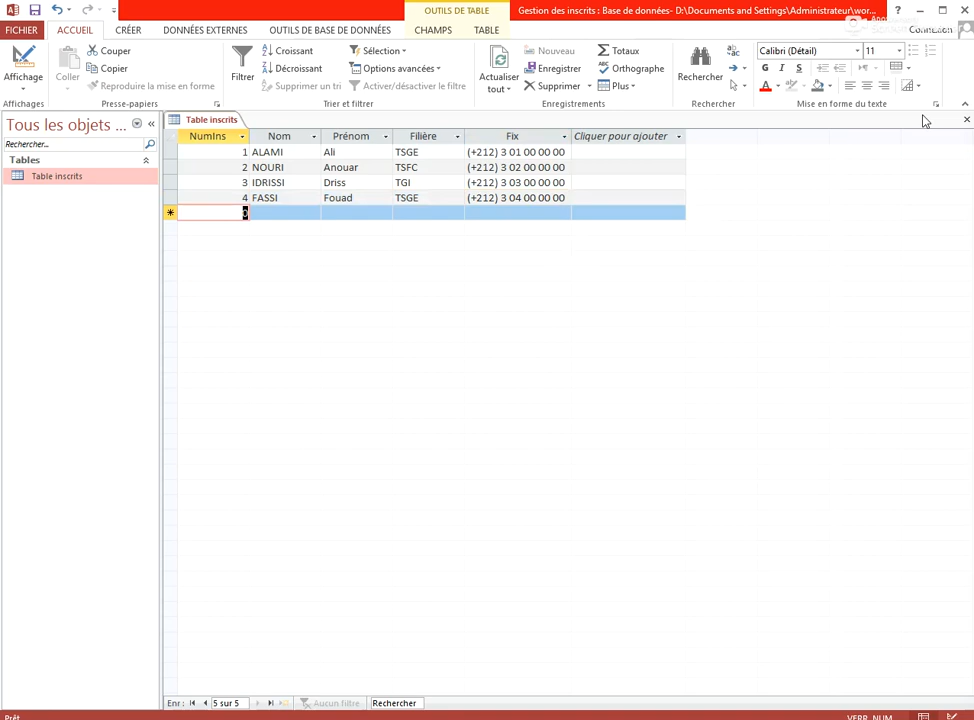 OUTILS DE TABLE
Gestion des inscrits : Base de données- D:\Documents and Settings\Administrateur\wor...
?
FICHIER ACCUEIL CRÉER DONNÉES EXTERNES OUTILS DE BASE DE DONNÉES CHAMPS TABLE Connexion
Affichage
Coller
Couper
Copier
Reproduire la mise en forme
Filtrer
Croissant
Décroissant
Supprimer un tri
Sélection
Options avancées
Activer/désactiver le filtre
Actualiser
tout
Nouveau
Enregistrer
Supprimer
Totaux
Orthographe
Plus
Rechercher
Calibri (Détail) 11
G I S
Affichages Presse-papiers Trier et filtrer Enregistrements Rechercher Mise en forme du texte
Tous les objets ...
Rechercher...
Tables
Table inscrits
Table inscrits
NumIns Nom Prénom Filière Fix Cliquer pour ajouter
1 ALAMI Ali TSGE (+212) 3 01 00 00 00
2 NOURI Anouar TSFC (+212) 3 02 00 00 00
3 IDRISSI Driss TGI (+212) 3 03 00 00 00
4 FASSI Fouad TSGE (+212) 3 04 00 00 00
* 0
Enr : 5 sur 5 Aucun filtre Rechercher
Prêt VERR. NUM.